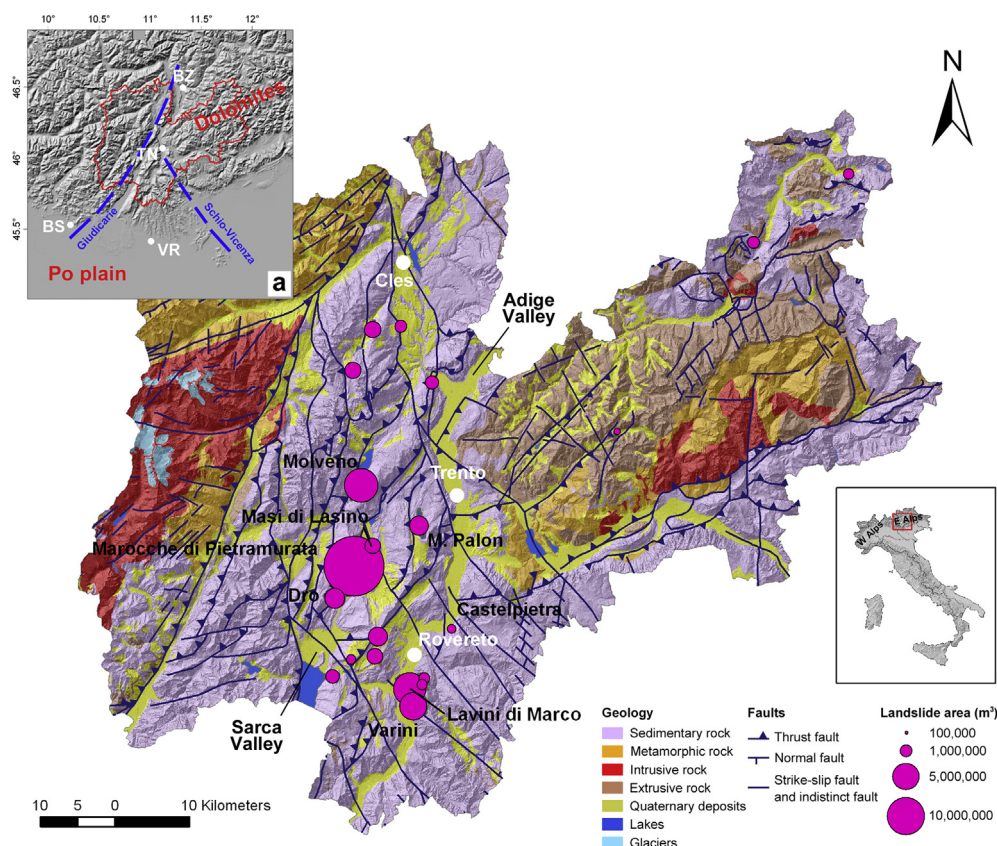 10° 10.5° 11° 11.5° 12°
46.5°
46°
45.5°
BZ
Dolomites
TN
BS
Giudicarie
Schio-Vicenza
VR
Po plain
a
N
Cles
Adige
Valley
Molveno
Trento
Masi di Lasino
M. Palon
Marocche di Pietramurata
Dro
Castelpietra
Rovereto
Sarca
Valley
Lavini di Marco
Varini
W Alps
E Alps
10 5 0 10 Kilometers
Geology
Sedimentary rock
Metamorphic rock
Intrusive rock
Extrusive rock
Quaternary deposits
Lakes
Glaciers
Faults
Thrust fault
Normal fault
Strike-slip fault
and indistinct fault
Landslide area (m³)
100,000
1,000,000
5,000,000
10,000,000